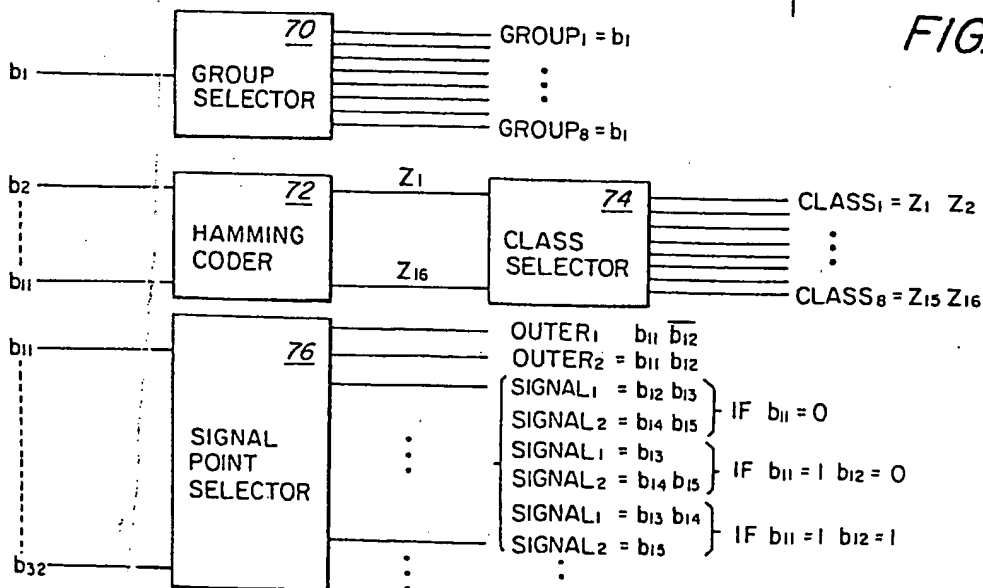 FIG.
70
GROUP SELECTOR
b1
GROUP1 = b1
GROUP8 = b1
b2
b11
72
HAMMING CODER
Z1
Z16
74
CLASS SELECTOR
CLASS1 = Z1 Z2
CLASS8 = Z15 Z16
b11
b32
76
SIGNAL POINT SELECTOR
OUTER1 b11 b̅1̅2̅
OUTER2 = b11 b12
SIGNAL1 = b12 b13
SIGNAL2 = b14 b15
IF b11 = 0
SIGNAL1 = b13
SIGNAL2 = b14 b15
IF b11 = 1 b12 = 0
SIGNAL1 = b13 b14
SIGNAL2 = b15
IF b11 = 1 b12 = 1